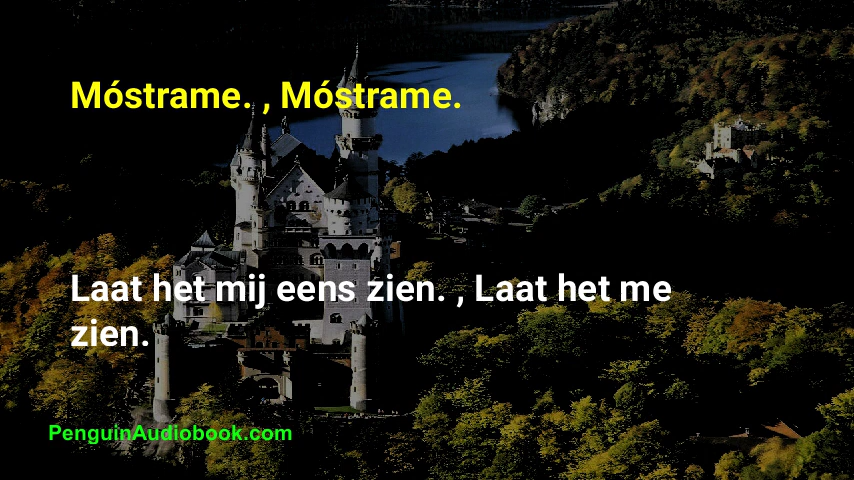 Móstrame. , Móstrame.
Laat het mij eens zien. , Laat het me
zien.
PenguinAudiobook.com